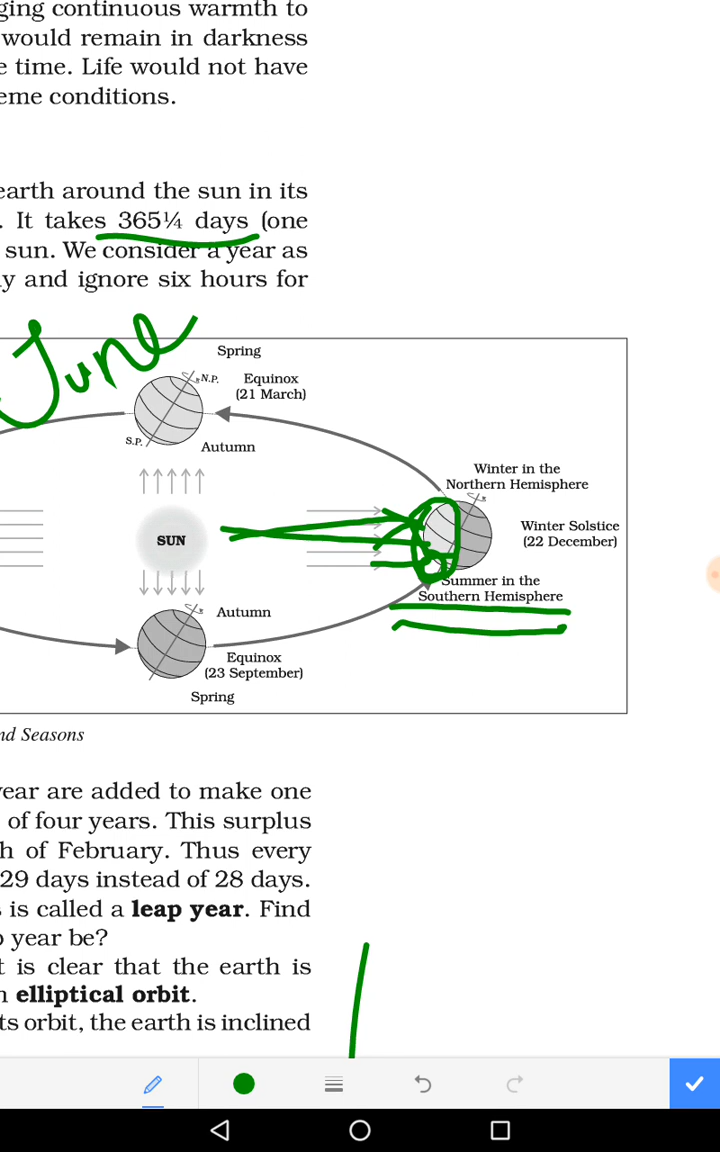 ging continuous warmth to
would remain in darkness
e time. Life would not have
eme conditions.
earth around the sun in its
. It takes 365¼ days (one
sun. We consider a year as
y and ignore six hours for
June
Spring
N.P.
Equinox
(21 March)
S.P.
Autumn
Winter in the
Northern Hemisphere
SUN
Winter Solstice
(22 December)
Summer in the
Southern Hemisphere
Autumn
Equinox
(23 September)
Spring
nd Seasons
year are added to make one
of four years. This surplus
h of February. Thus every
29 days instead of 28 days.
s is called a leap year. Find
p year be?
t is clear that the earth is
n elliptical orbit.
ts orbit, the earth is inclined